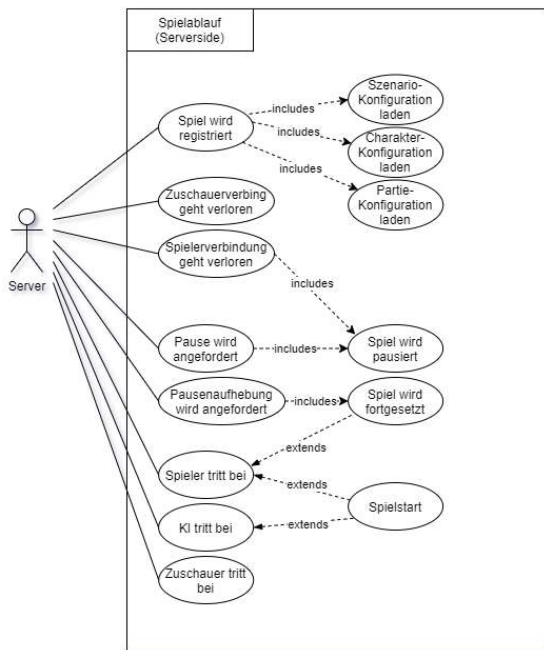 Spielablauf
(Serverside)
Szenario-
Konfiguration
laden
includes
Spiel wird
registriert
includes
Charakter-
Konfiguration
laden
includes
Partie-
Konfiguration
laden
Zuschauerverbing
geht verloren
Spielerverbindung
geht verloren
Server
includes
Pause wird
angefordert
includes
Spiel wird
pausiert
Pausenaufhebung
wird angefordert
includes
Spiel wird
fortgesetzt
extends
Spieler tritt bei
extends
Spielstart
KI tritt bei
extends
Zuschauer tritt
bei